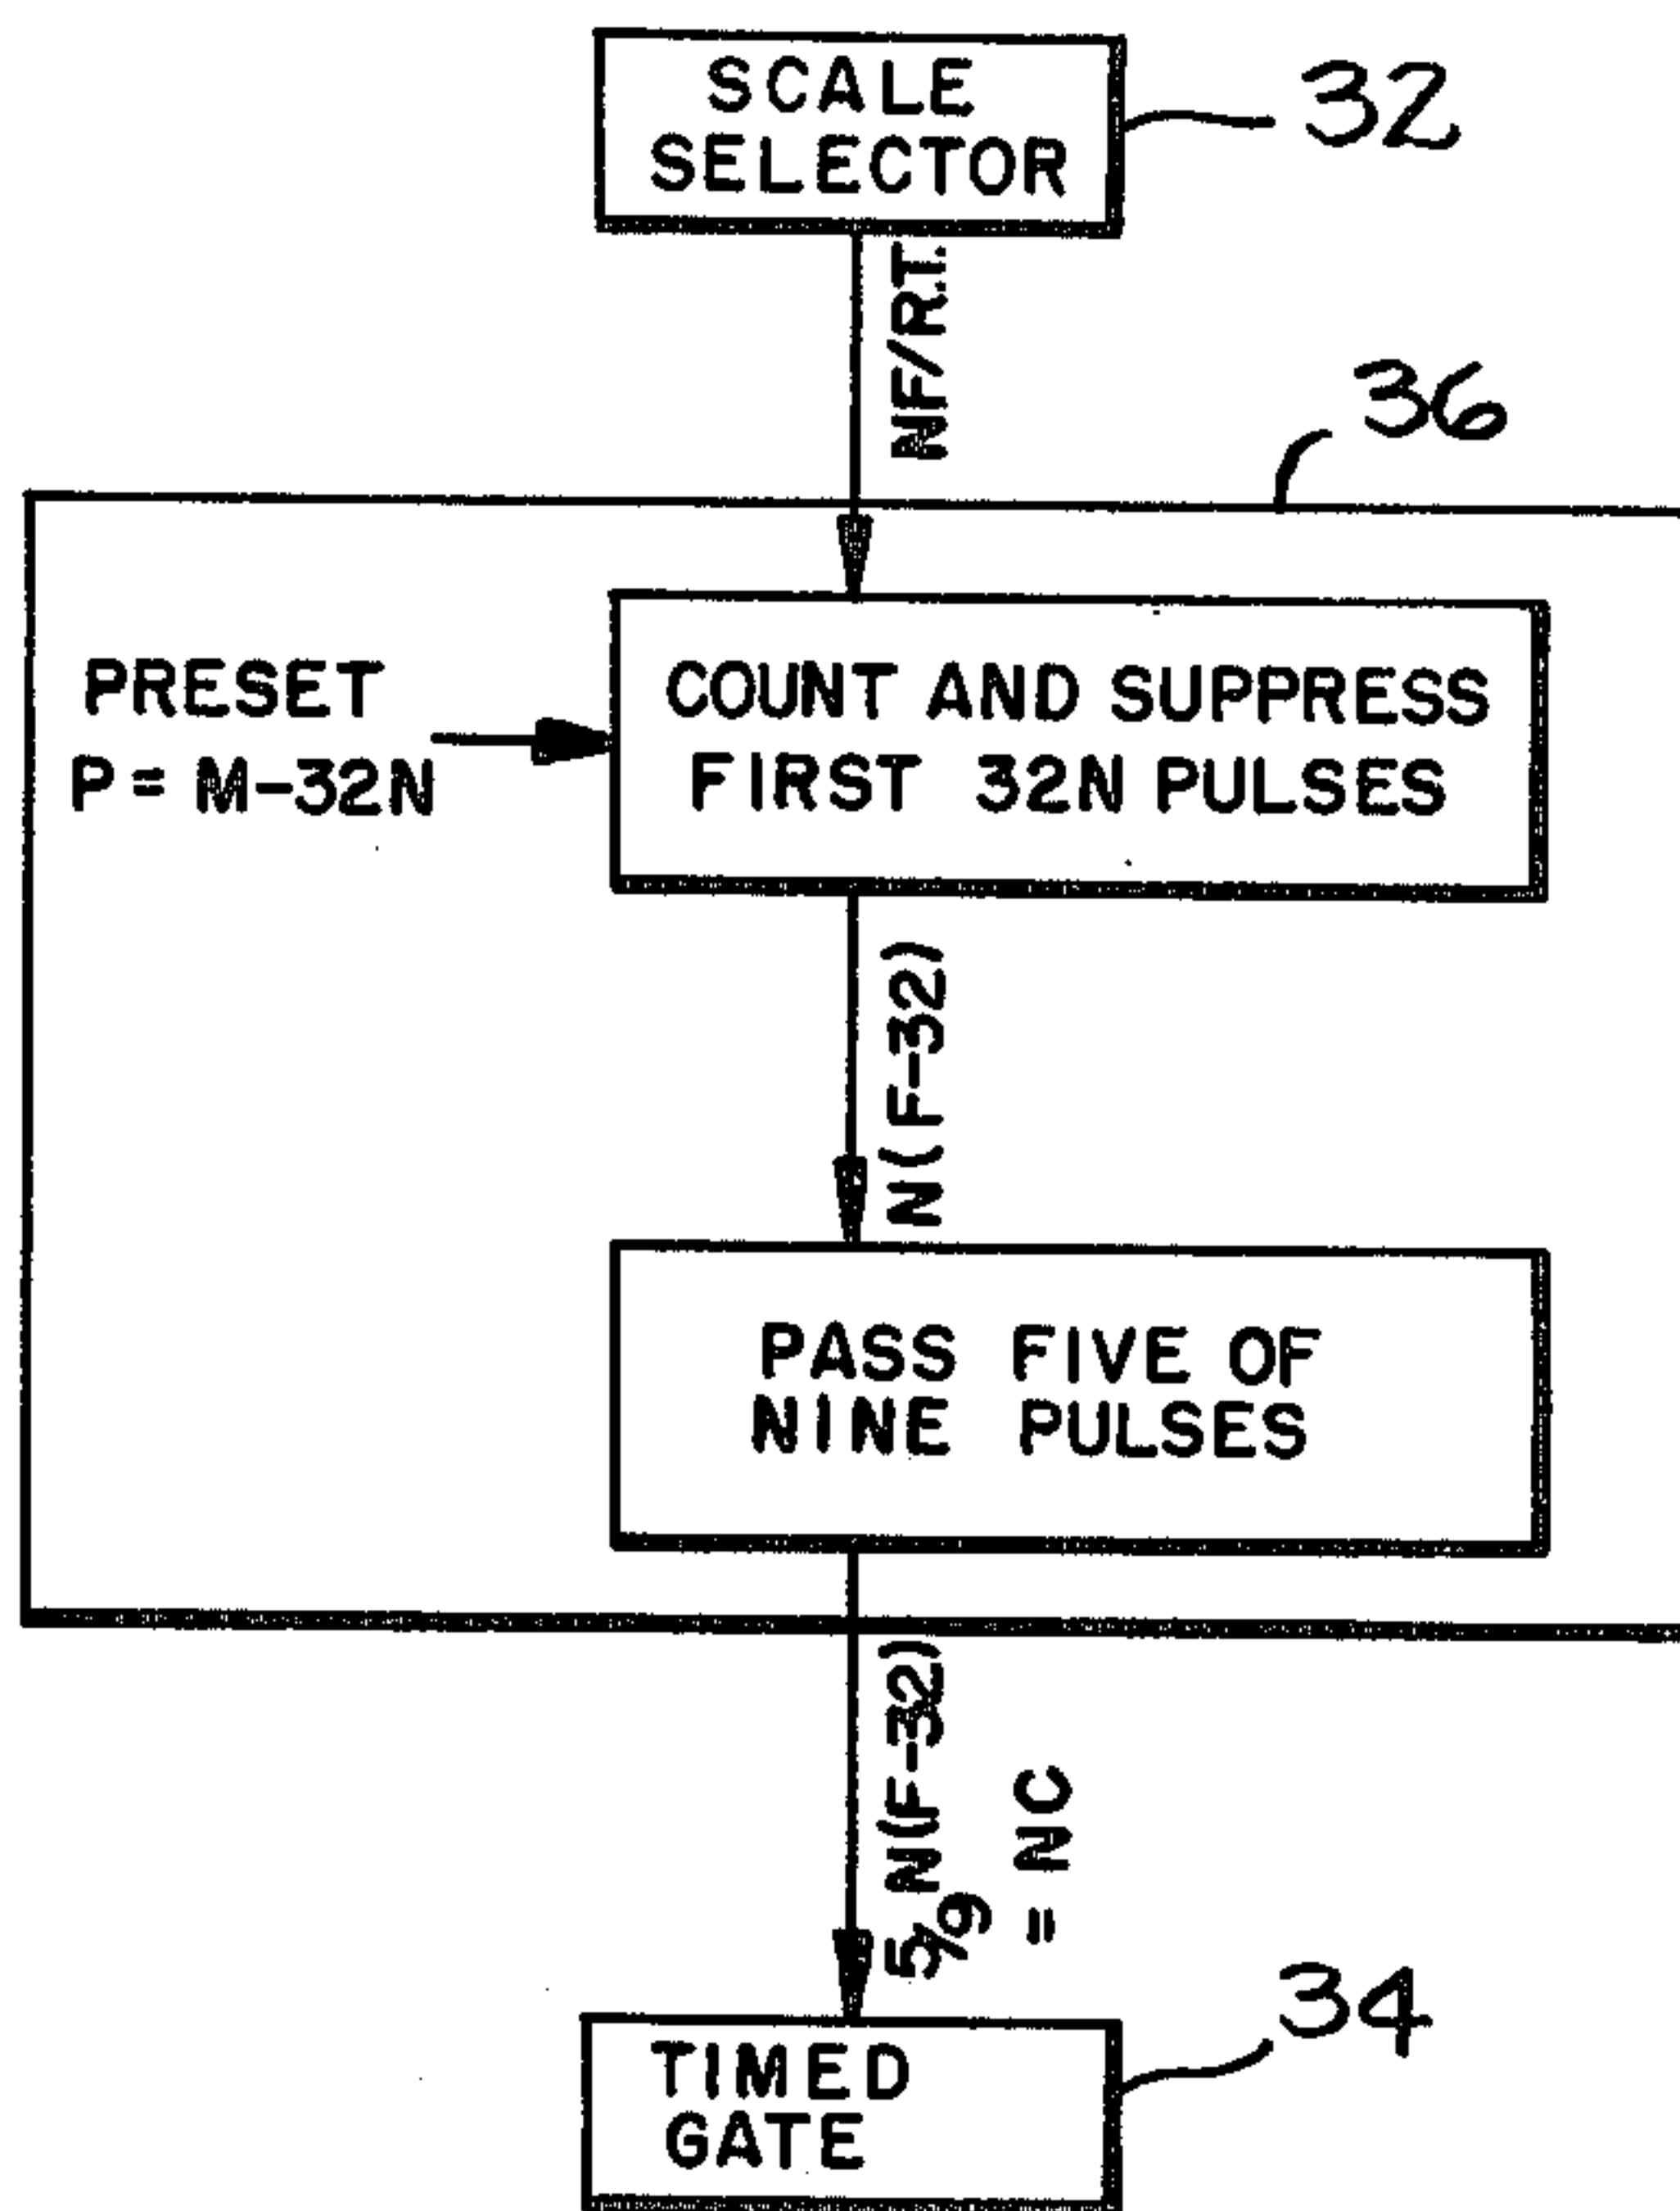 SCALE
SELECTOR
32
NF/R.T.
36
PRESET
P = M-32N
COUNT AND SUPPRESS
FIRST 32N PULSES
N(F-32)
PASS FIVE OF
NINE PULSES
5/9 N(F-32)
= NC
34
TIMED
GATE